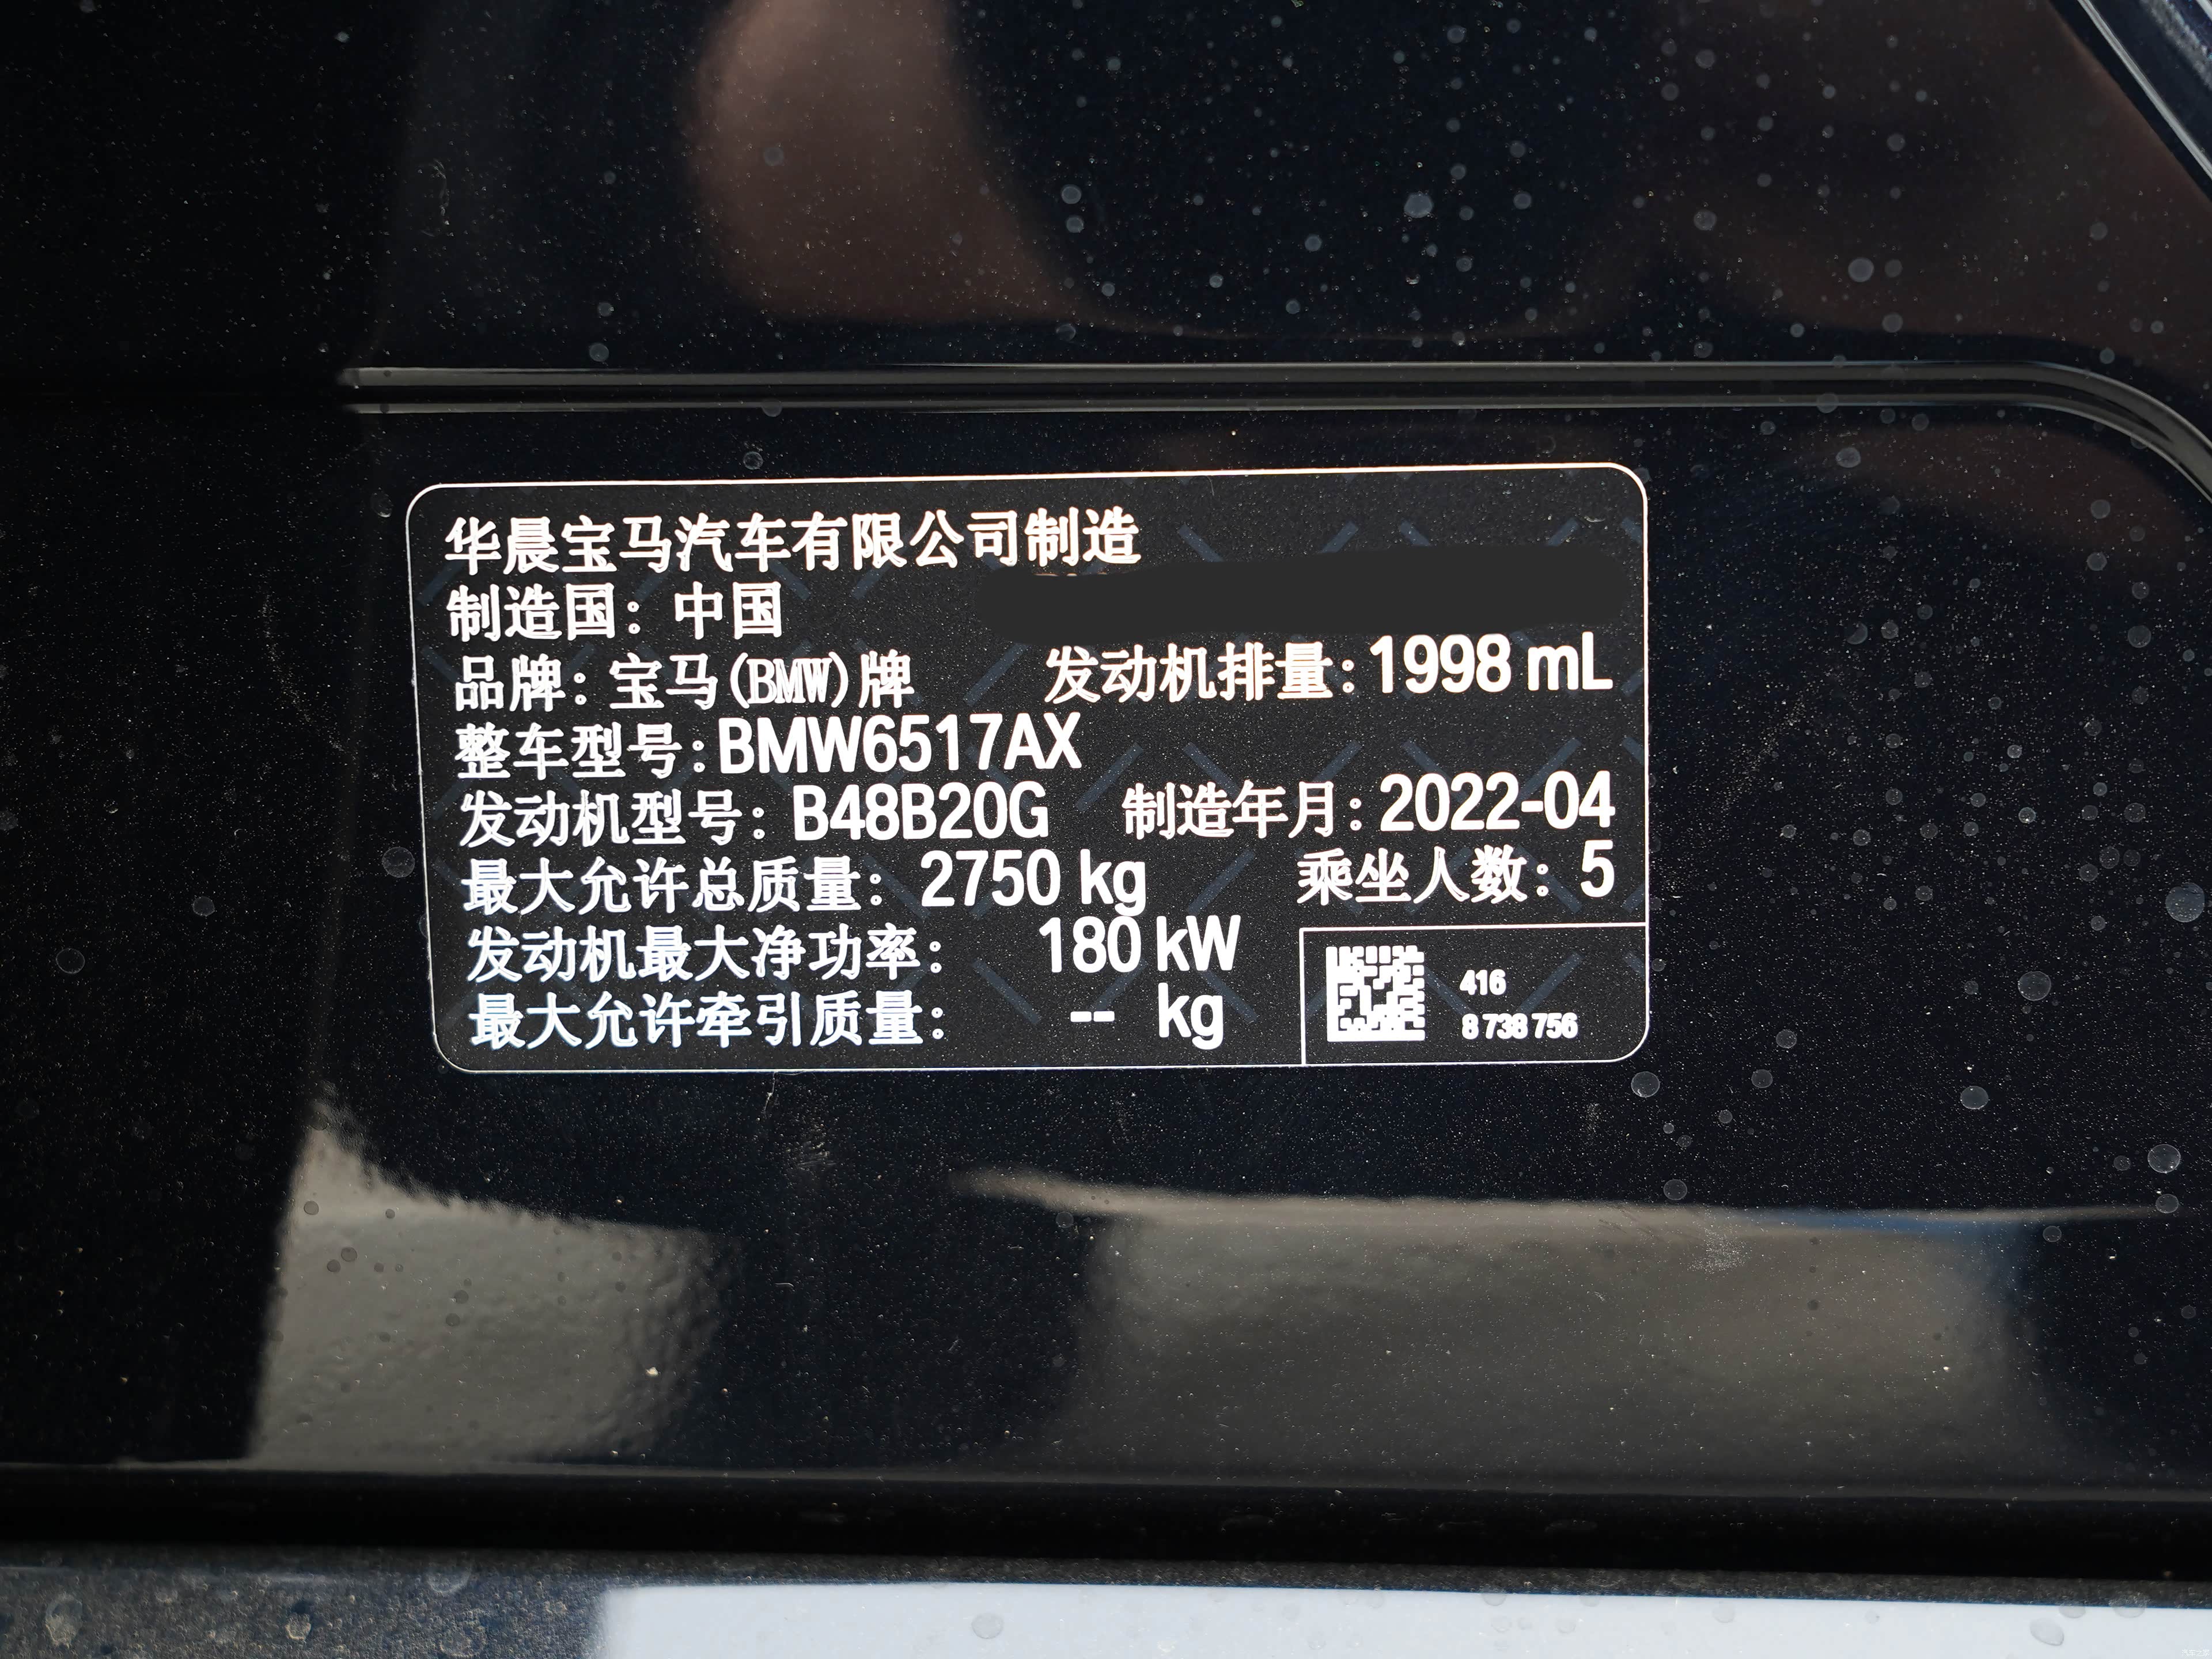 华晨宝马汽车有限公司制造
制造国：中国
品牌：宝马(BMW)牌 发动机排量：1998 mL
整车型号：BMW6517AX
发动机型号：B48B20G 制造年月：2022-04
最大允许总质量：2750 kg 乘坐人数：5
发动机最大净功率：180 kW
最大允许牵引质量：-- kg
416
8 738 756